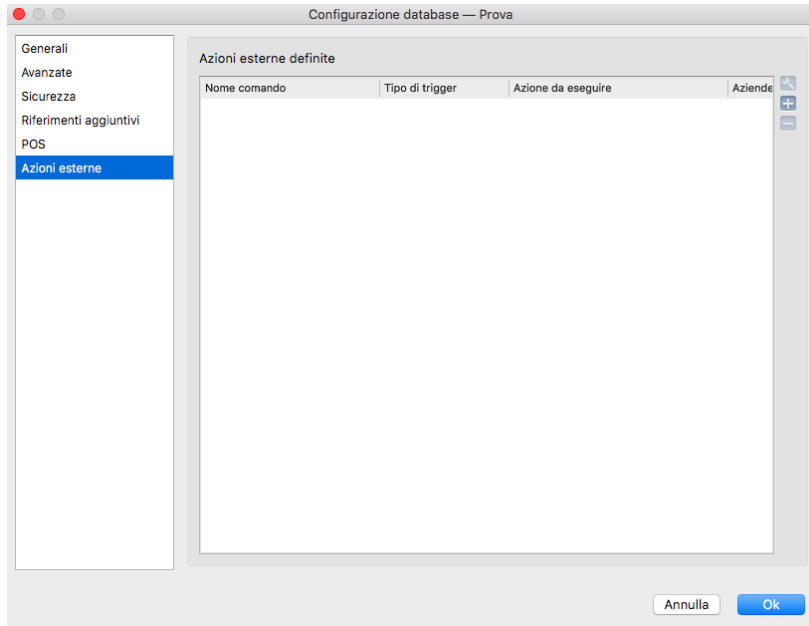 Configurazione database — Prova
Generali
Avanzate
Sicurezza
Riferimenti aggiuntivi
POS
Azioni esterne
Azioni esterne definite
Nome comando Tipo di trigger Azione da eseguire Aziende
Annulla Ok